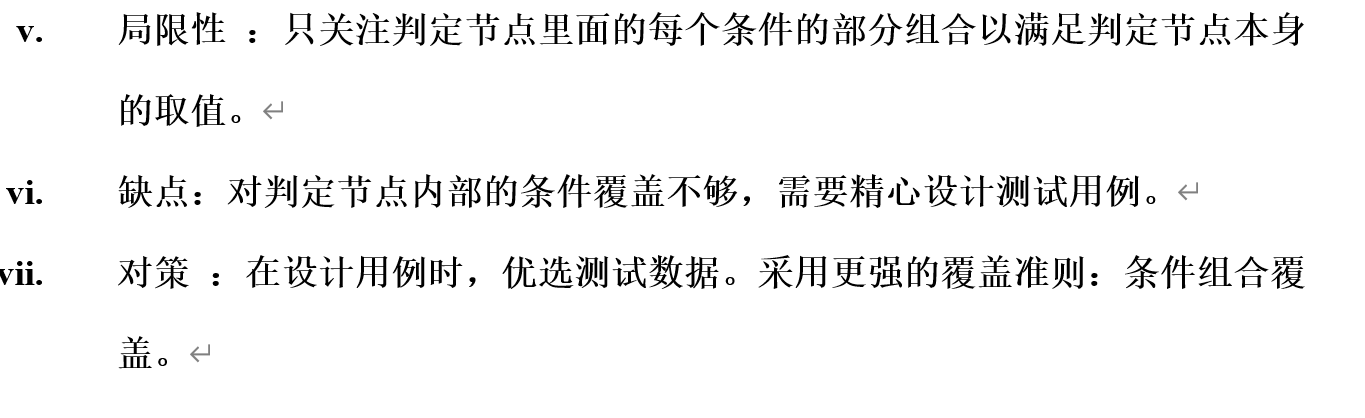 v. 局限性 ：只关注判定节点里面的每个条件的部分组合以满足判定节点本身
的取值。↵
vi. 缺点：对判定节点内部的条件覆盖不够，需要精心设计测试用例。↵
vii. 对策 ：在设计用例时，优选测试数据。采用更强的覆盖准则：条件组合覆
盖。↵